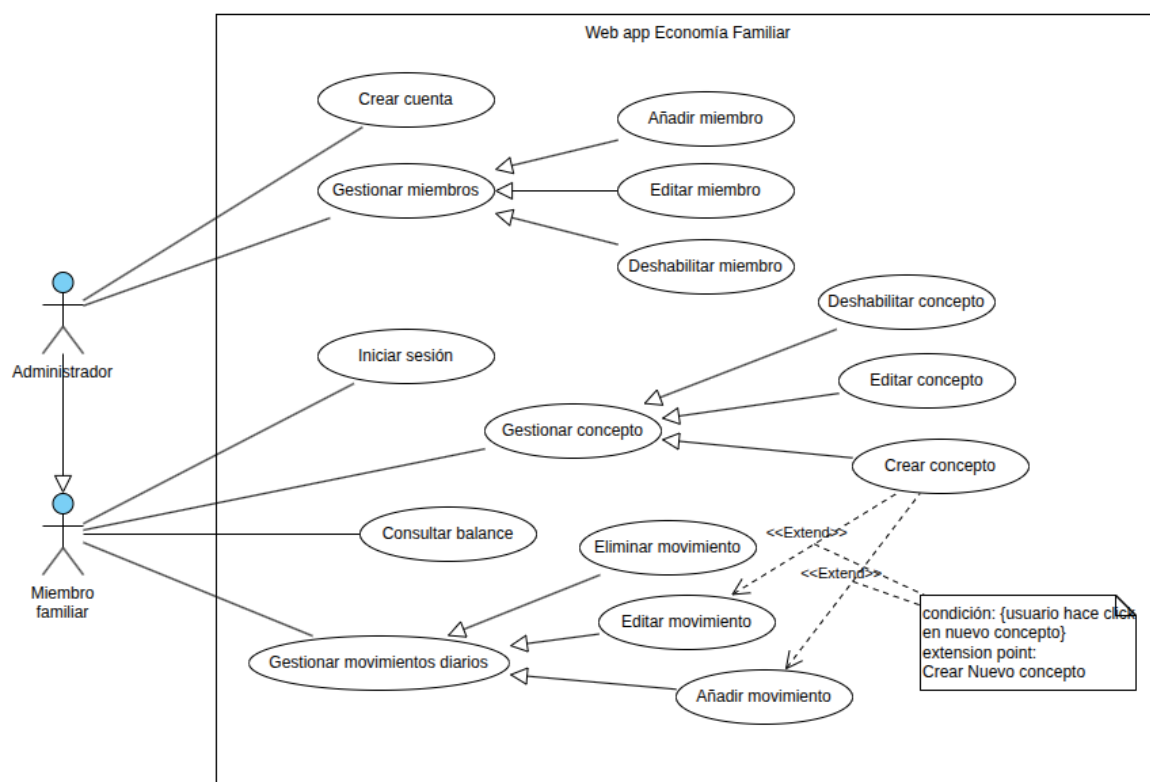 Web app Economía Familiar
Crear cuenta
Añadir miembro
Gestionar miembros
Editar miembro
Deshabilitar miembro
Deshabilitar concepto
Administrador
Iniciar sesión
Editar concepto
Gestionar concepto
Crear concepto
Consultar balance
<<Extend>>
Eliminar movimiento
<<Extend>>
Miembro
familiar
Editar movimiento
condición: {usuario hace click
en nuevo concepto}
extension point:
Crear Nuevo concepto
Gestionar movimientos diarios
Añadir movimiento